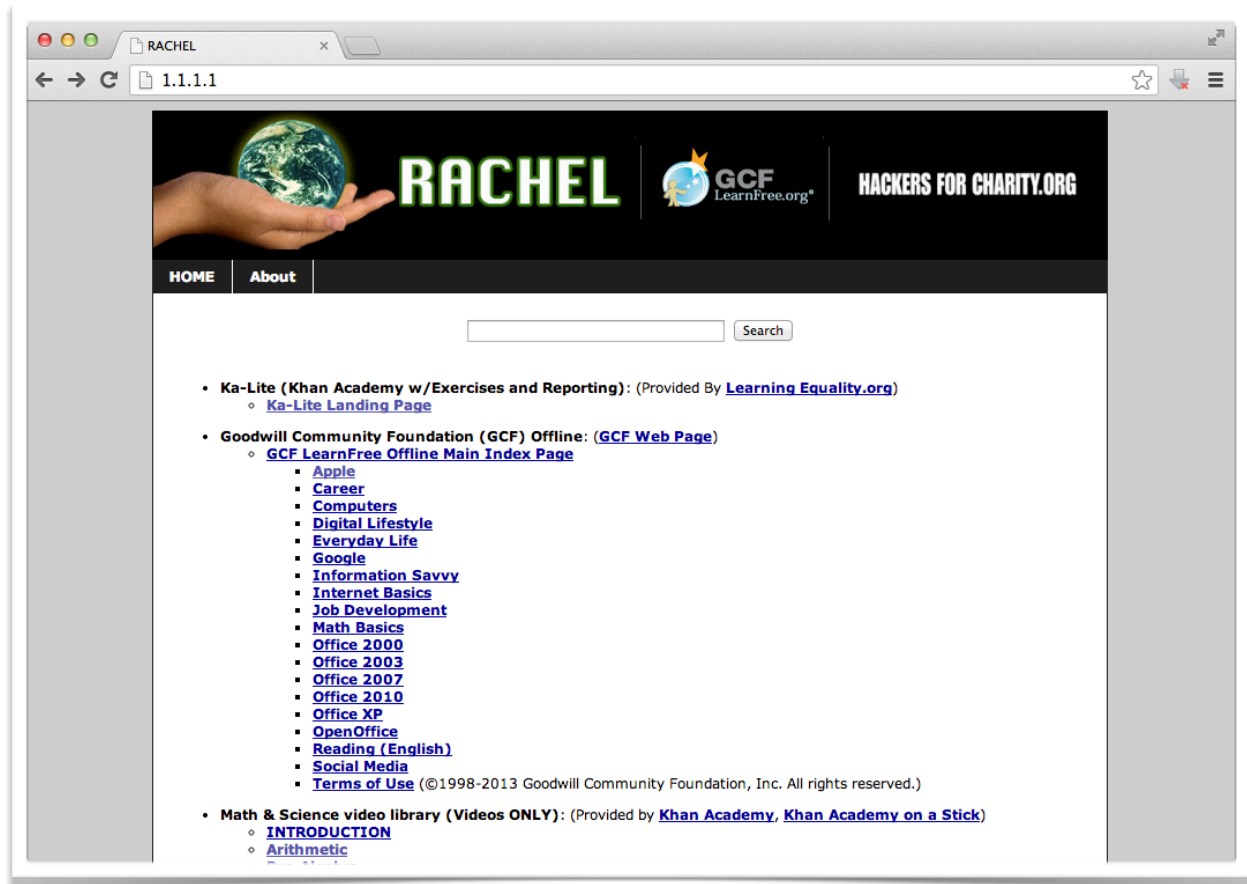 RACHEL
1.1.1.1
RACHEL GCF LearnFree.org® HACKERS FOR CHARITY.ORG
HOME About
Search
• Ka-Lite (Khan Academy w/Exercises and Reporting): (Provided By Learning Equality.org)
◦ Ka-Lite Landing Page
• Goodwill Community Foundation (GCF) Offline: (GCF Web Page)
◦ GCF LearnFree Offline Main Index Page
▪ Apple
▪ Career
▪ Computers
▪ Digital Lifestyle
▪ Everyday Life
▪ Google
▪ Information Savvy
▪ Internet Basics
▪ Job Development
▪ Math Basics
▪ Office 2000
▪ Office 2003
▪ Office 2007
▪ Office 2010
▪ Office XP
▪ OpenOffice
▪ Reading (English)
▪ Social Media
▪ Terms of Use (©1998-2013 Goodwill Community Foundation, Inc. All rights reserved.)
• Math & Science video library (Videos ONLY): (Provided by Khan Academy, Khan Academy on a Stick)
◦ INTRODUCTION
◦ Arithmetic